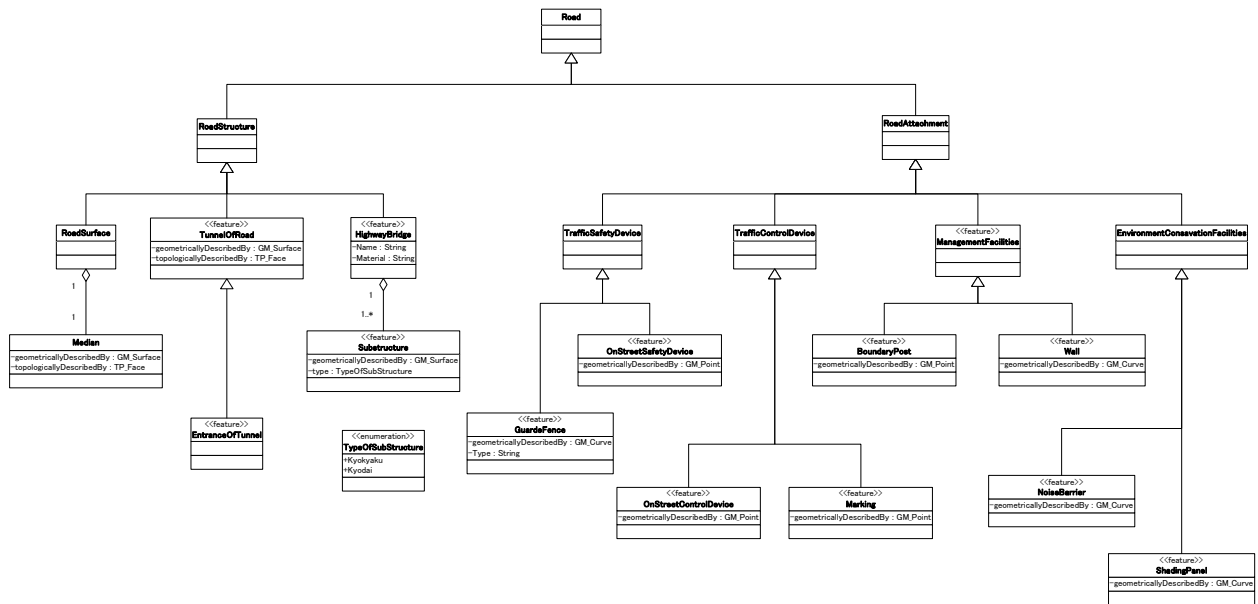 Road
RoadStructure
RoadAttachment
RoadSurface
<<feature>>
TunnelOfRoad
-geometricallyDescribedBy : GM_Surface
-topologicallyDescribedBy : TP_Face
<<feature>>
HighwayBridge
-Name : String
-Material : String
TrafficSafetyDevice
TrafficControlDevice
<<feature>>
ManagementFacilities
EnvironmentConsavationFacilities
1
1
1
1..*
Median
-geometricallyDescribedBy : GM_Surface
-topologicallyDescribedBy : TP_Face
<<feature>>
Substructure
-geometricallyDescribedBy : GM_Surface
-type : TypeOfSubStructure
<<feature>>
OnStreetSafetyDevice
-geometricallyDescribedBy : GM_Point
<<feature>>
BoundaryPost
-geometricallyDescribedBy : GM_Point
<<feature>>
Wall
-geometricallyDescribedBy : GM_Curve
<<feature>>
EntranceOfTunnel
<<enumeration>>
TypeOfSubStructure
+Kyokyaku
+Kyodai
<<feature>>
GuardeFence
-geometricallyDescribedBy : GM_Curve
-Type : String
<<feature>>
OnStreetControlDevice
-geometricallyDescribedBy : GM_Point
<<feature>>
Marking
-geometricallyDescribedBy : GM_Point
<<feature>>
NoiseBarrier
-geometricallyDescribedBy : GM_Curve
<<feature>>
ShadingPanel
-geometricallyDescribedBy : GM_Curve